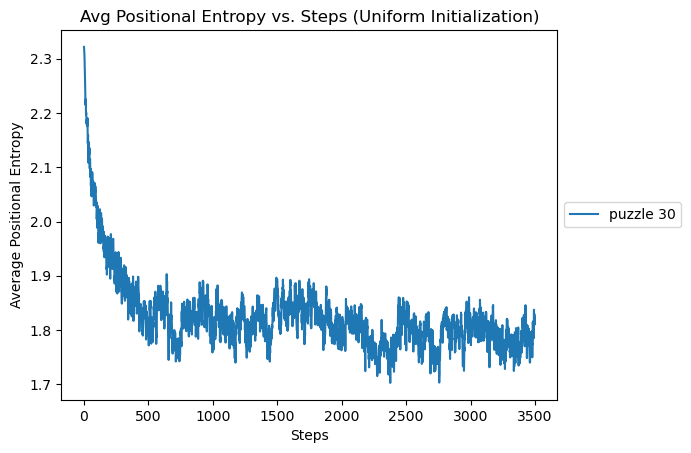 Avg Positional Entropy vs. Steps (Uniform Initialization)
Average Positional Entropy
2.3
2.2
2.1
2.0
1.9
1.8
1.7
0 500 1000 1500 2000 2500 3000 3500
Steps
puzzle 30